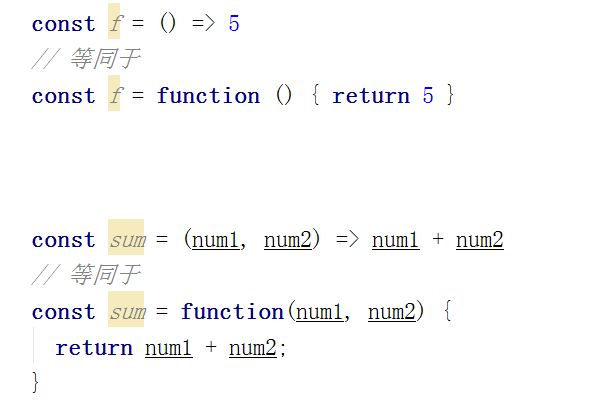 const f = () => 5
// 等同于
const f = function () { return 5 }
const sum = (num1, num2) => num1 + num2
// 等同于
const sum = function(num1, num2) {
return num1 + num2;
}